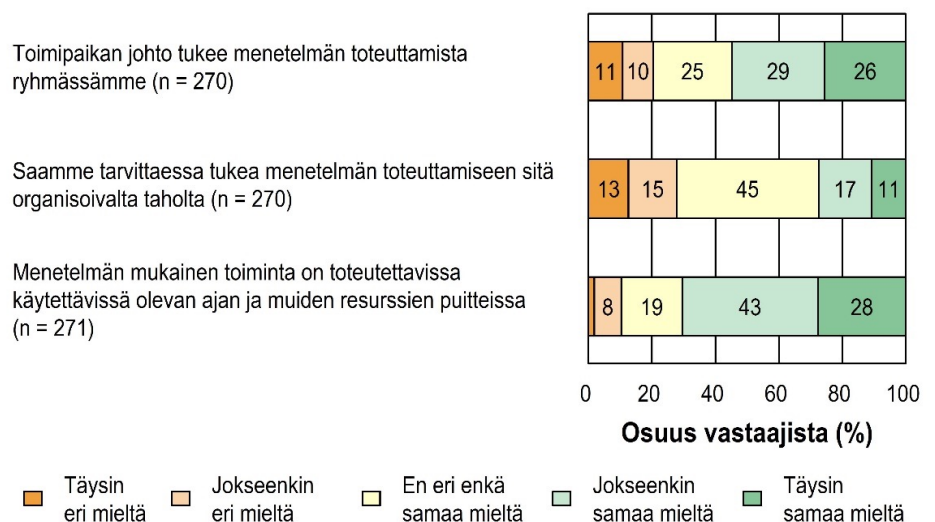 Toimipaikan johto tukee menetelmän toteuttamista
ryhmässämme (n = 270)
11 10 25 29 26
Saamme tarvittaessa tukea menetelmän toteuttamiseen sitä
organisoivalta taholta (n = 270)
13 15 45 17 11
Menetelmän mukainen toiminta on toteutettavissa
käytettävissä olevan ajan ja muiden resurssien puitteissa
(n = 271)
8 19 43 28
0 20 40 60 80 100
Osuus vastaajista (%)
Täysin
eri mieltä
Jokseenkin
eri mieltä
En eri enkä
samaa mieltä
Jokseenkin
samaa mieltä
Täysin
samaa mieltä